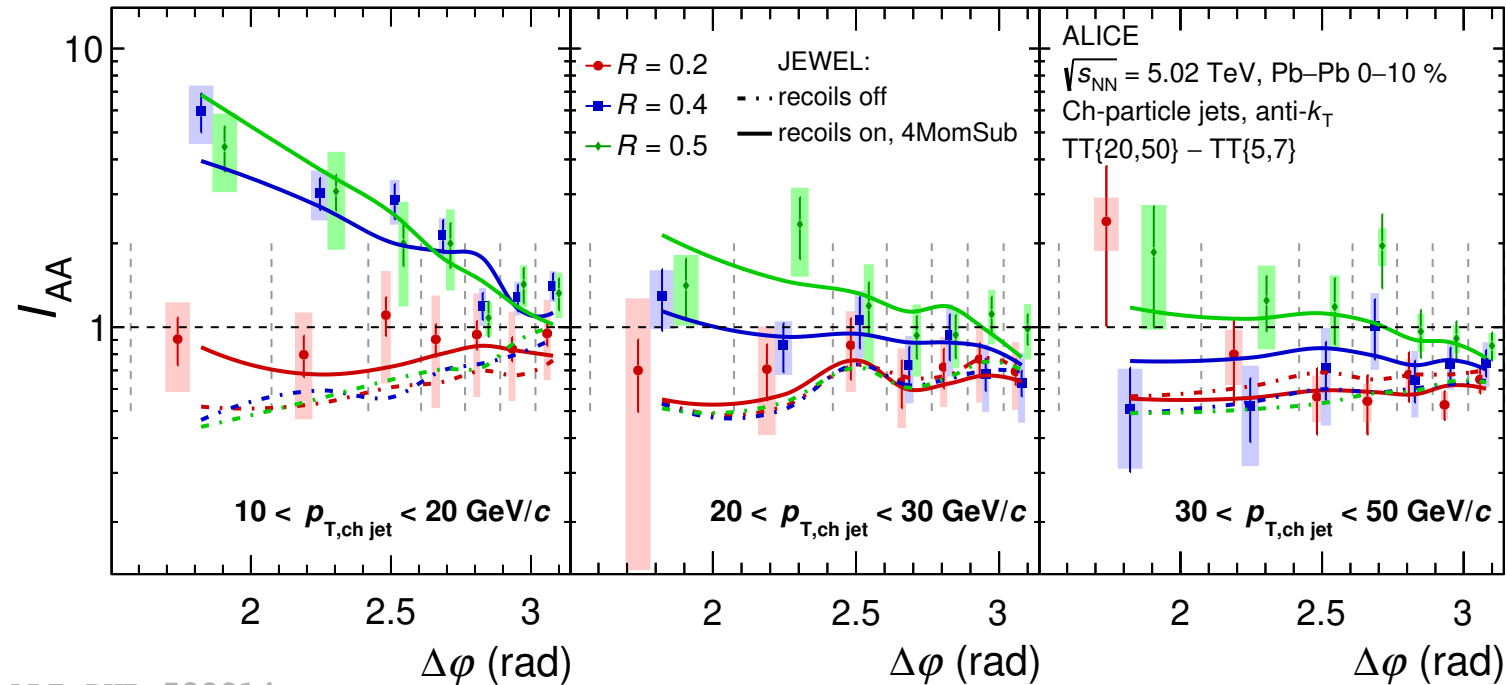 10
1
I_AA
R = 0.2
R = 0.4
R = 0.5
JEWEL:
recoils off
recoils on, 4MomSub
ALICE
√s_NN = 5.02 TeV, Pb–Pb 0–10 %
Ch-particle jets, anti-k_T
TT{20,50} − TT{5,7}
10 < p_T,ch jet < 20 GeV/c
20 < p_T,ch jet < 30 GeV/c
30 < p_T,ch jet < 50 GeV/c
2 2.5 3
2 2.5 3
2 2.5 3
Δφ (rad)
Δφ (rad)
Δφ (rad)